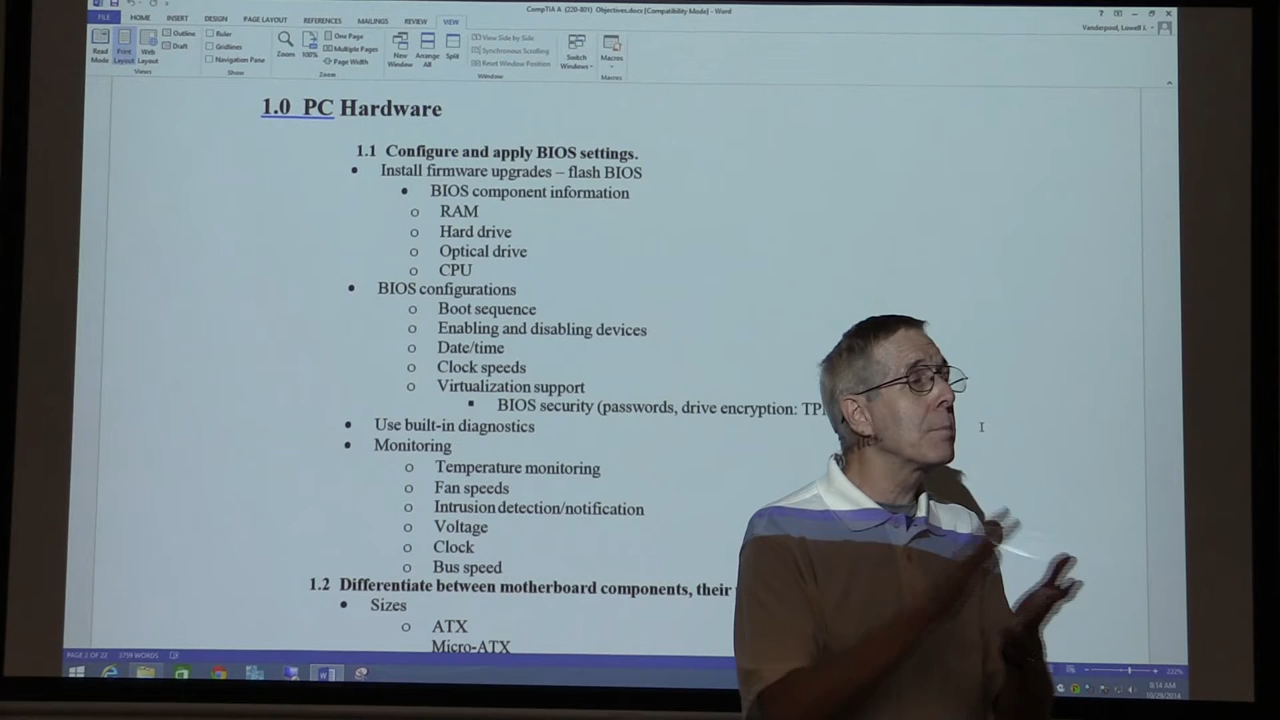 CompTIA A (220-801) Objectives.docx [Compatibility Mode] - Word
FILE HOME INSERT DESIGN PAGE LAYOUT REFERENCES MAILINGS REVIEW VIEW
Vanderpool, Lowell I.
Read Mode
Print Layout
Web Layout
Outline
Draft
Views
Ruler
Gridlines
Navigation Pane
Show
Zoom
100%
One Page
Multiple Pages
Page Width
Zoom
New Window
Arrange All
Split
View Side by Side
Synchronous Scrolling
Reset Window Position
Window
Switch Windows
Macros
Macros
1.0 PC Hardware
1.1 Configure and apply BIOS settings.
• Install firmware upgrades – flash BIOS
• BIOS component information
o RAM
o Hard drive
o Optical drive
o CPU
• BIOS configurations
o Boot sequence
o Enabling and disabling devices
o Date/time
o Clock speeds
o Virtualization support
▪ BIOS security (passwords, drive encryption: TP
• Use built-in diagnostics
• Monitoring
o Temperature monitoring
o Fan speeds
o Intrusion detection/notification
o Voltage
o Clock
o Bus speed
1.2 Differentiate between motherboard components, their
• Sizes
o ATX
Micro-ATX
PAGE 2 OF 22 3759 WORDS
222%
8:14 AM
10/29/2014